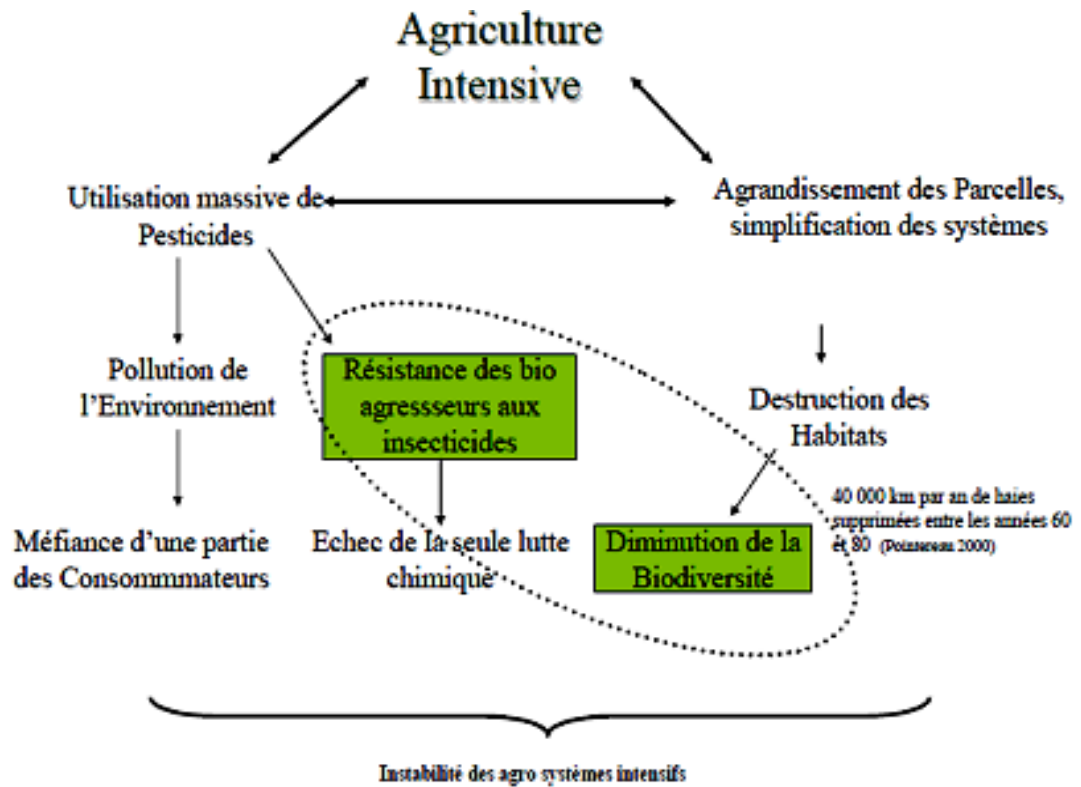 Agriculture
Intensive
Utilisation massive de
Pesticides
Agrandissement des Parcelles,
simplification des systèmes
Pollution de
l'Environnement
Résistance des bio
agressseurs aux
insecticides
Destruction des
Habitats
40 000 km par an de haies
supprimées entre les années 60
et 80 (Pointereau 2000)
Méfiance d'une partie
des Consommmateurs
Echec de la seule lutte
chimique
Diminution de la
Biodiversité
Instabilité des agro systèmes intensifs